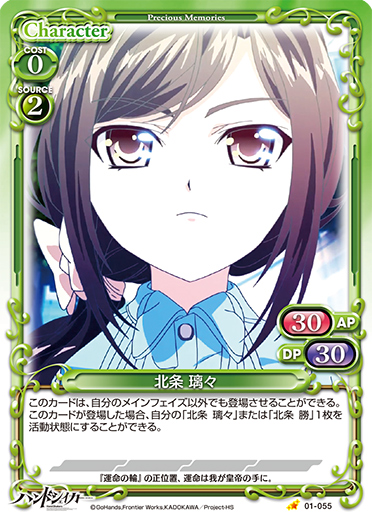 Precious Memories
Character
COST
0
SOURCE
2
30 AP
DP 30
北条 璃々
このカードは、自分のメインフェイズ以外でも登場させることができる。
このカードが登場した場合、自分の「北条 璃々」または「北条 勝」1枚を
活動状態にすることができる。
『運命の輪』の正位置、運命は我が皇帝の手に。
ハンドシェイカー
©GoHands,Frontier Works,KADOKAWA／Project-HS
01-055